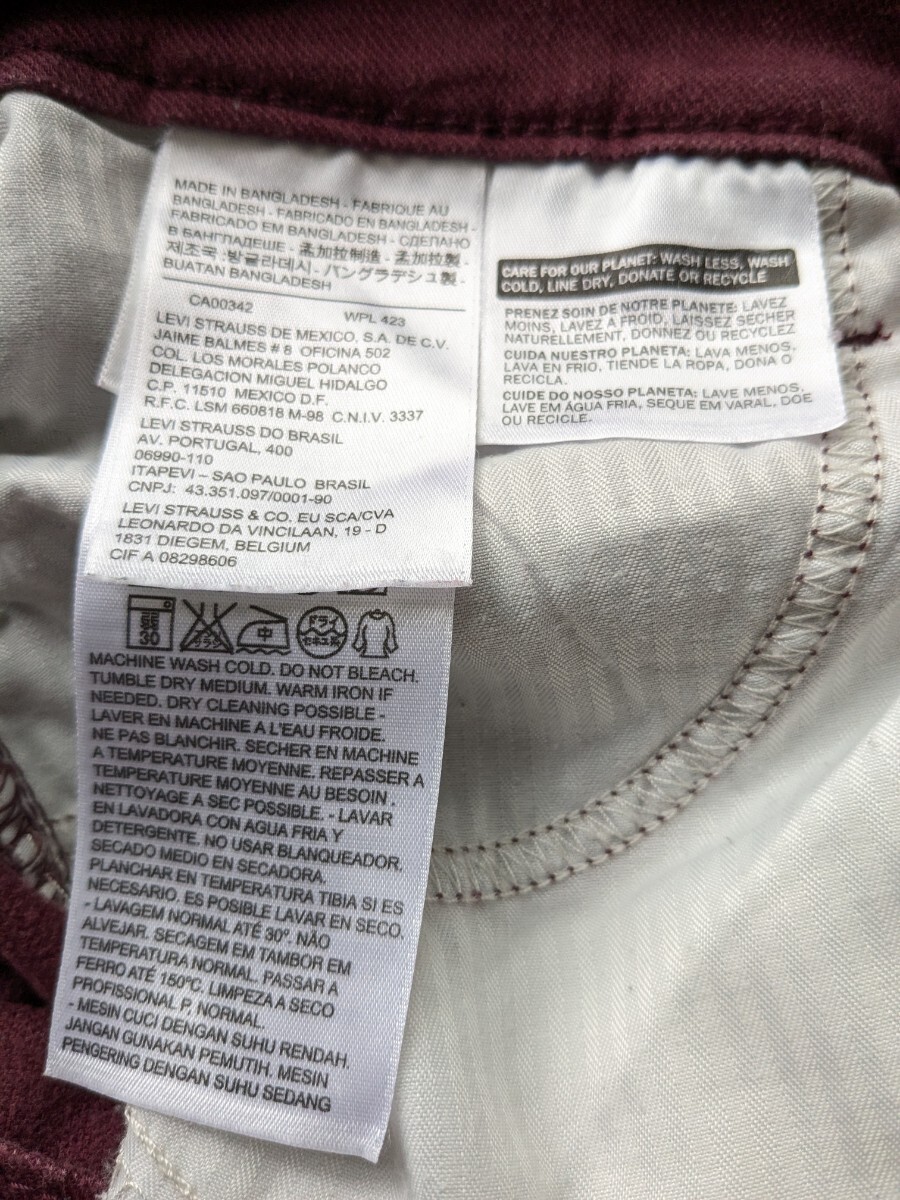 MADE IN BANGLADESH - FABRIQUE AU
BANGLADESH - FABRICADO EN BANGLADESH -
FABRICADO EM BANGLADESH - СДЕЛАНО
В БАНГЛАДЕШЕ - 孟加拉制造 - 孟加拉製 -
제조국 :방글라데시 - バングラデシュ製 -
BUATAN BANGLADESH
CA00342 WPL 423
LEVI STRAUSS DE MEXICO, S.A. DE C.V.
JAIME BALMES # 8 OFICINA 502
COL. LOS MORALES POLANCO
DELEGACION MIGUEL HIDALGO
C.P. 11510 MEXICO D.F.
R.F.C. LSM 660818 M-98 C.N.I.V. 3337
LEVI STRAUSS DO BRASIL
AV. PORTUGAL, 400
06990-110
ITAPEVI – SAO PAULO BRASIL
CNPJ: 43.351.097/0001-90
LEVI STRAUSS & CO. EU SCA/CVA
LEONARDO DA VINCILAAN, 19 - D
1831 DIEGEM, BELGIUM
CIF A 08298606
CARE FOR OUR PLANET: WASH LESS, WASH
COLD, LINE DRY, DONATE OR RECYCLE
PRENEZ SOIN DE NOTRE PLANETE: LAVEZ
MOINS, LAVEZ A FROID, LAISSEZ SECHER
NATURELLEMENT, DONNEZ OU RECYCLEZ
CUIDA NUESTRO PLANETA: LAVA MENOS,
LAVA EN FRIO, TIENDE LA ROPA, DONA O
RECICLA.
CUIDE DO NOSSO PLANETA: LAVE MENOS,
LAVE EM ÁGUA FRIA, SEQUE EM VARAL, DOE
OU RECICLE.
30 中 ドライ
MACHINE WASH COLD. DO NOT BLEACH.
TUMBLE DRY MEDIUM. WARM IRON IF
NEEDED. DRY CLEANING POSSIBLE -
LAVER EN MACHINE A L'EAU FROIDE.
NE PAS BLANCHIR. SECHER EN MACHINE
A TEMPERATURE MOYENNE. REPASSER A
TEMPERATURE MOYENNE AU BESOIN .
NETTOYAGE A SEC POSSIBLE. - LAVAR
EN LAVADORA CON AGUA FRIA Y
DETERGENTE. NO USAR BLANQUEADOR.
SECADO MEDIO EN SECADORA.
PLANCHAR EN TEMPERATURA TIBIA SI ES
NECESARIO. ES POSIBLE LAVAR EN SECO.
- LAVAGEM NORMAL ATÉ 30º. NÃO
ALVEJAR. SECAGEM EM TAMBOR EM
TEMPERATURA NORMAL. PASSAR A
FERRO ATÉ 150ºC. LIMPEZA A SECO
PROFISSIONAL P, NORMAL.
- MESIN CUCI DENGAN SUHU RENDAH.
JANGAN GUNAKAN PEMUTIH. MESIN
PENGERING DENGAN SUHU SEDANG